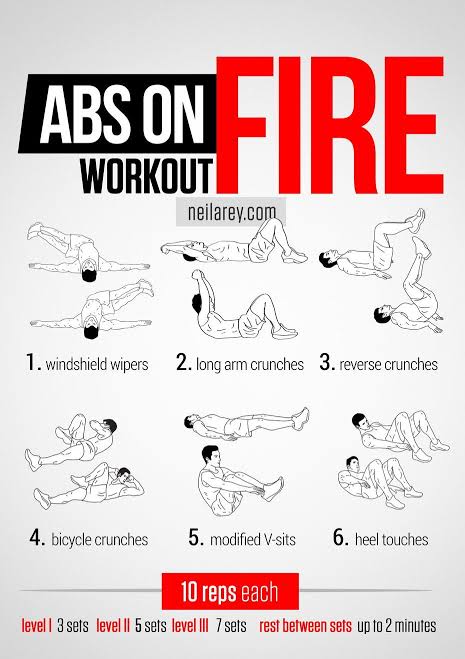 ABS ON FIRE
WORKOUT
neilarey.com
1. windshield wipers
2. long arm crunches
3. reverse crunches
4. bicycle crunches
5. modified V-sits
6. heel touches
10 reps each
level I 3 sets level II 5 sets level III 7 sets rest between sets up to 2 minutes